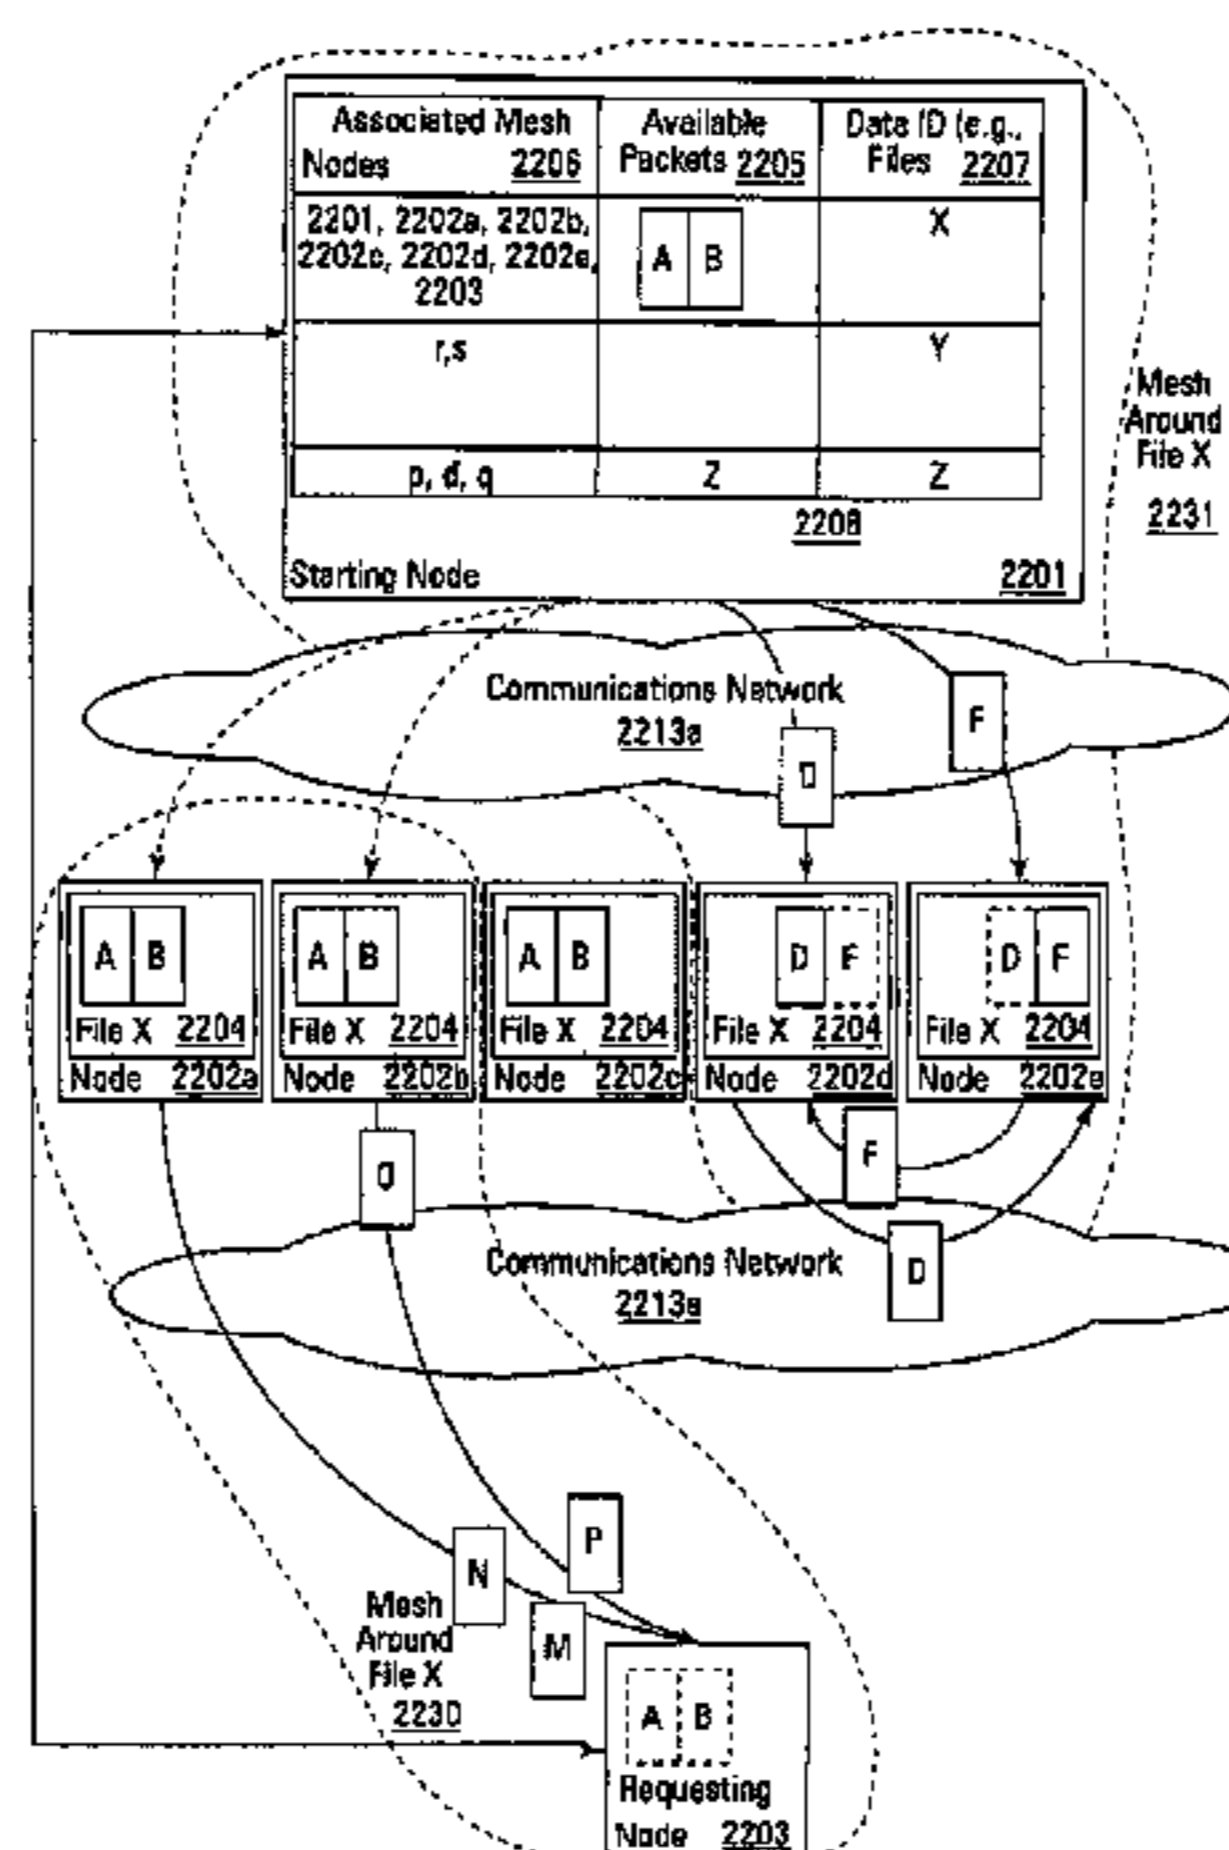 Associated Mesh
Nodes 2206
Available
Packets 2205
Data ID (e.g.,
Files 2207
2201, 2202a, 2202b,
2202c, 2202d, 2202e,
2203
A B
X
r,s
Y
p, d, q
Z
Z
2208
Starting Node 2201
Mesh
Around
File X
2231
Communications Network
2213a
D
F
A B
File X 2204
Node 2202a
A B
File X 2204
Node 2202b
A B
File X 2204
Node 2202c
D F
File X 2204
Node 2202d
D F
File X 2204
Node 2202e
F
Communications Network
2213a
D
P
N
M
Mesh
Around
File X
2230
A B
Requesting
Node 2203